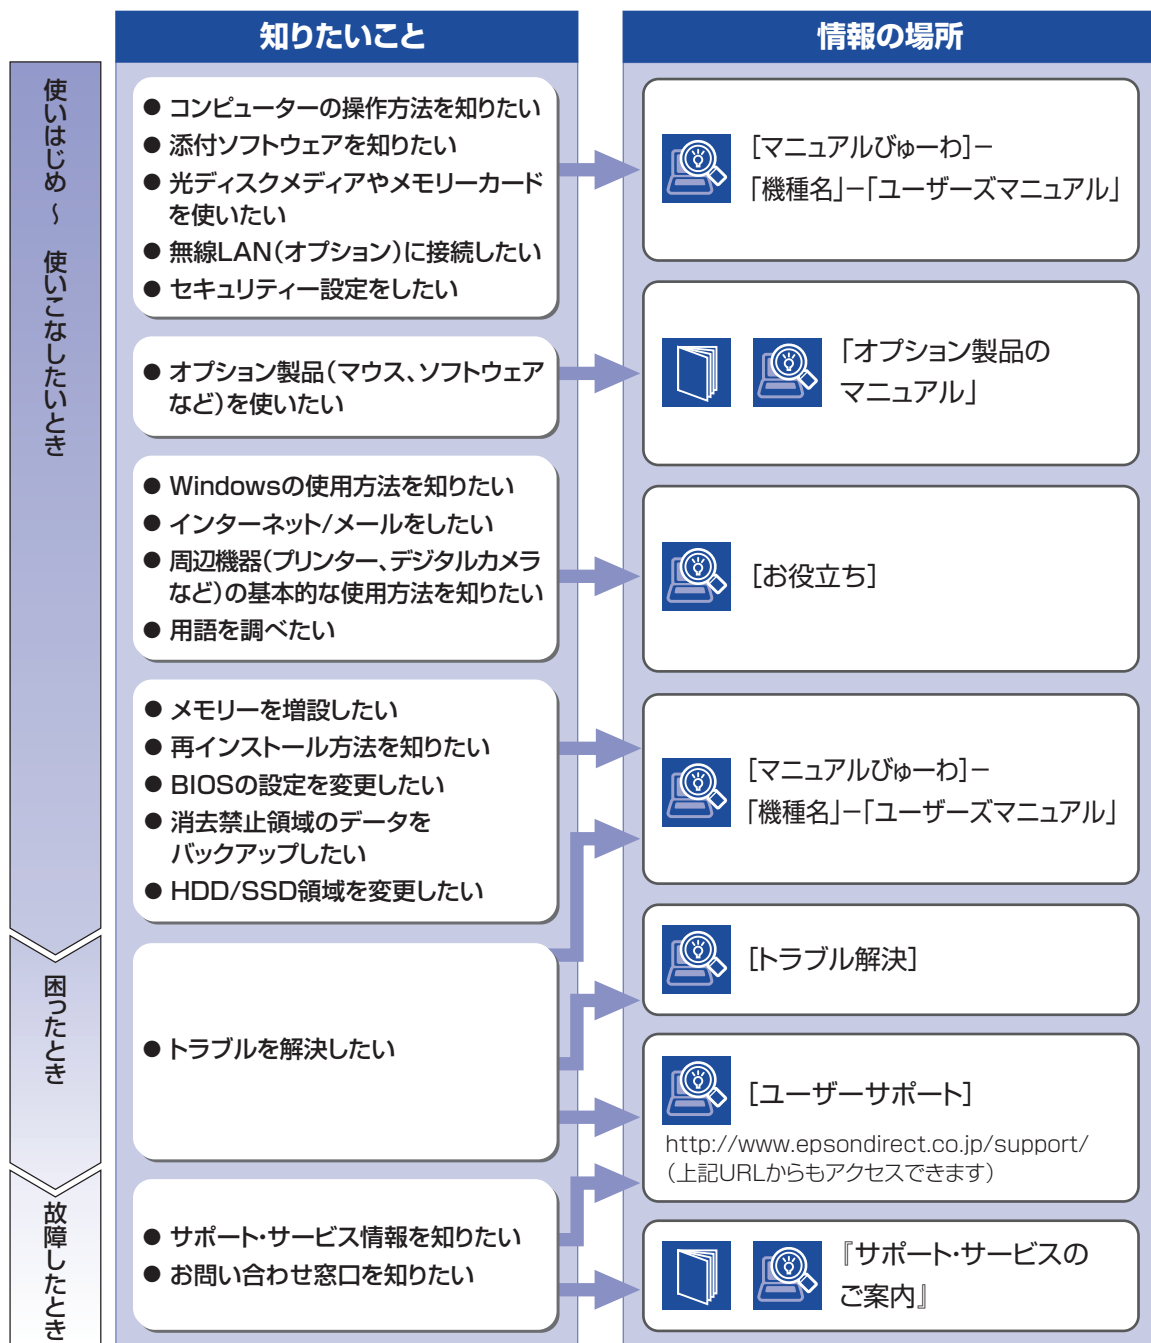 知りたいこと
情報の場所
使いはじめ ～ 使いこなしたいとき
● コンピューターの操作方法を知りたい
● 添付ソフトウェアを知りたい
● 光ディスクメディアやメモリーカード
を使いたい
● 無線LAN（オプション）に接続したい
● セキュリティー設定をしたい
［マニュアルびゅーわ］－
「機種名」－「ユーザーズマニュアル」
● オプション製品（マウス、ソフトウェア
など）を使いたい
「オプション製品の
マニュアル」
● Windowsの使用方法を知りたい
● インターネット/メールをしたい
● 周辺機器（プリンター、デジタルカメラ
など）の基本的な使用方法を知りたい
● 用語を調べたい
［お役立ち］
● メモリーを増設したい
● 再インストール方法を知りたい
● BIOSの設定を変更したい
● 消去禁止領域のデータを
バックアップしたい
● HDD/SSD領域を変更したい
［マニュアルびゅーわ］－
「機種名」－「ユーザーズマニュアル」
困ったとき
● トラブルを解決したい
［トラブル解決］
［ユーザーサポート］
http://www.epsondirect.co.jp/support/
（上記URLからもアクセスできます）
故障したとき
● サポート・サービス情報を知りたい
● お問い合わせ窓口を知りたい
『サポート・サービスの
ご案内』